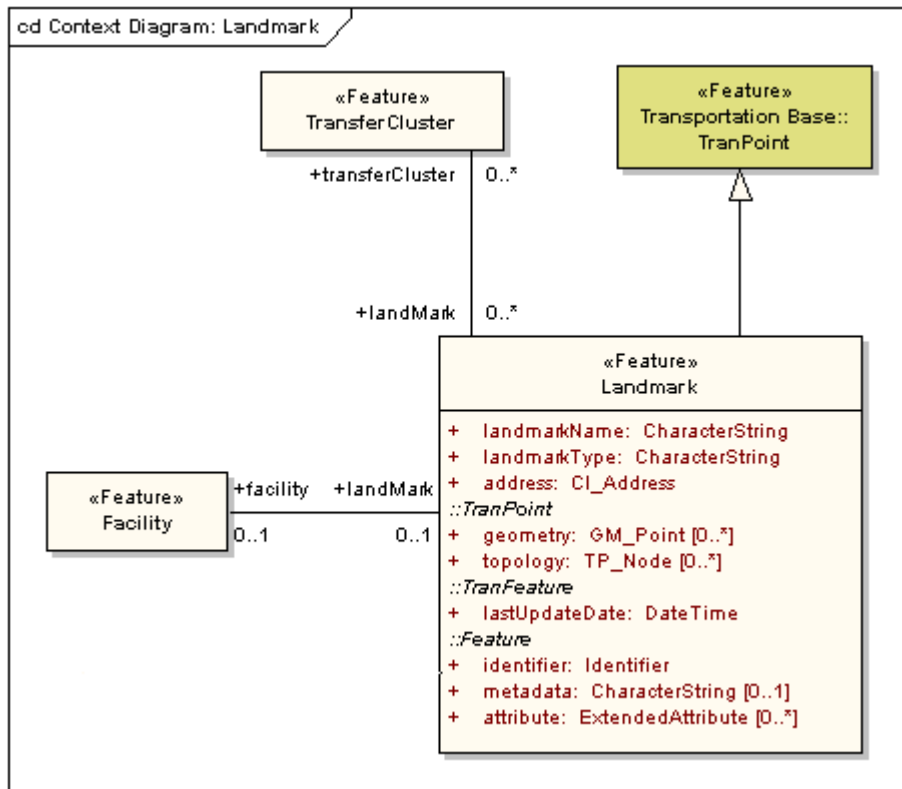 cd Context Diagram: Landmark
«Feature»
TransferCluster
«Feature»
Transportation Base::
TranPoint
+transferCluster 0..*
+landMark 0..*
«Feature»
Landmark
+ landmarkName: CharacterString
+ landmarkType: CharacterString
+ address: CI_Address
::TranPoint
+ geometry: GM_Point [0..*]
+ topology: TP_Node [0..*]
::TranFeature
+ lastUpdateDate: DateTime
::Feature
+ identifier: Identifier
+ metadata: CharacterString [0..1]
+ attribute: ExtendedAttribute [0..*]
«Feature»
Facility
+facility +landMark
0..1 0..1